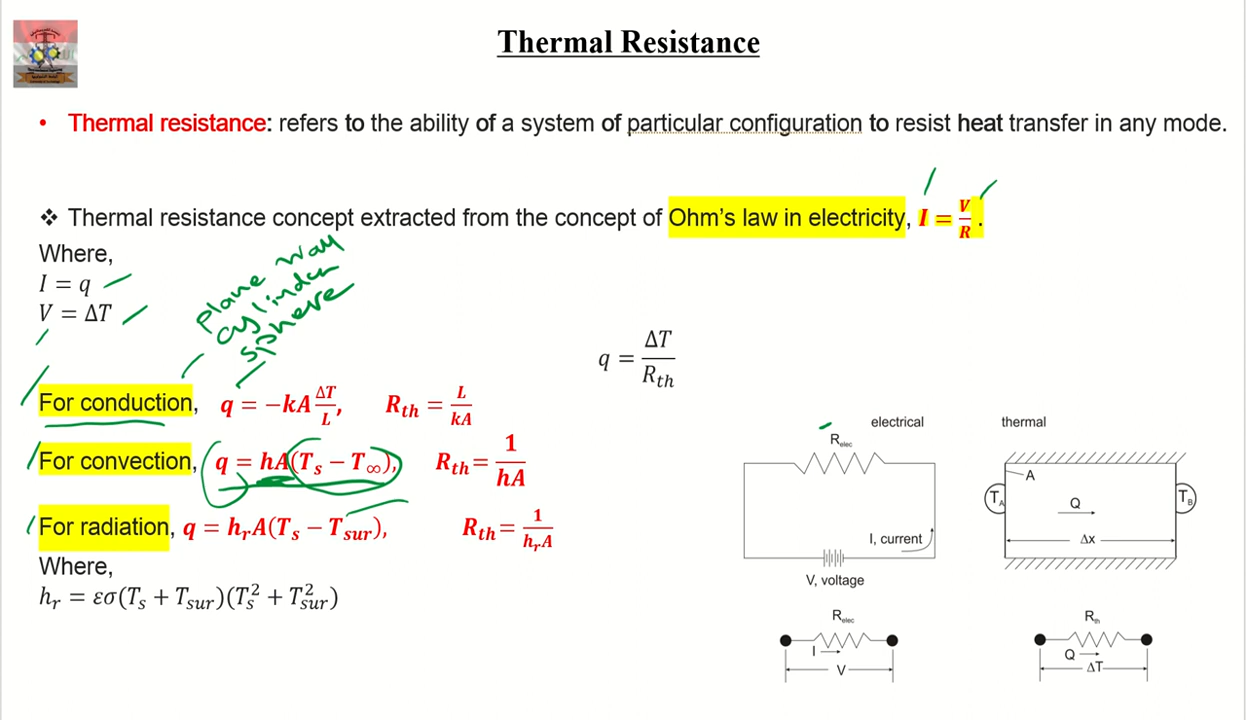 Thermal Resistance
• Thermal resistance: refers to the ability of a system of particular configuration to resist heat transfer in any mode.
❖ Thermal resistance concept extracted from the concept of Ohm's law in electricity, I = V/R.
Where,
I = q
V = ΔT
plane wall
cylinder
sphere
q = ΔT/R_th
For conduction, q = −kA ΔT/L, R_th = L/kA
For convection, q = hA(T_s − T_∞), R_th = 1/hA
For radiation, q = h_rA(T_s − T_sur), R_th = 1/h_rA
Where,
h_r = εσ(T_s + T_sur)(T_s² + T_sur²)
electrical
R_elec
I, current
V, voltage
R_elec
I
V
thermal
A
T_A
Q
T_B
Δx
R_th
Q
ΔT